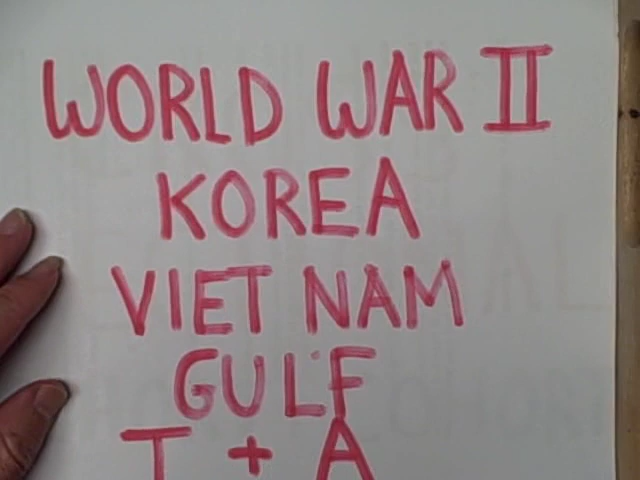 WORLD WAR II
KOREA
VIET NAM
GULF
T + A